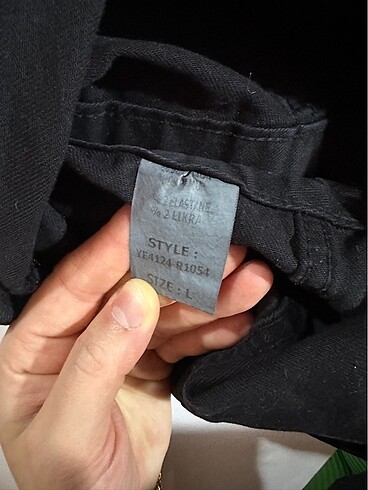 ELASTANE
% 2 LIKRA
STYLE :
YE4124-R1054
SIZE : L